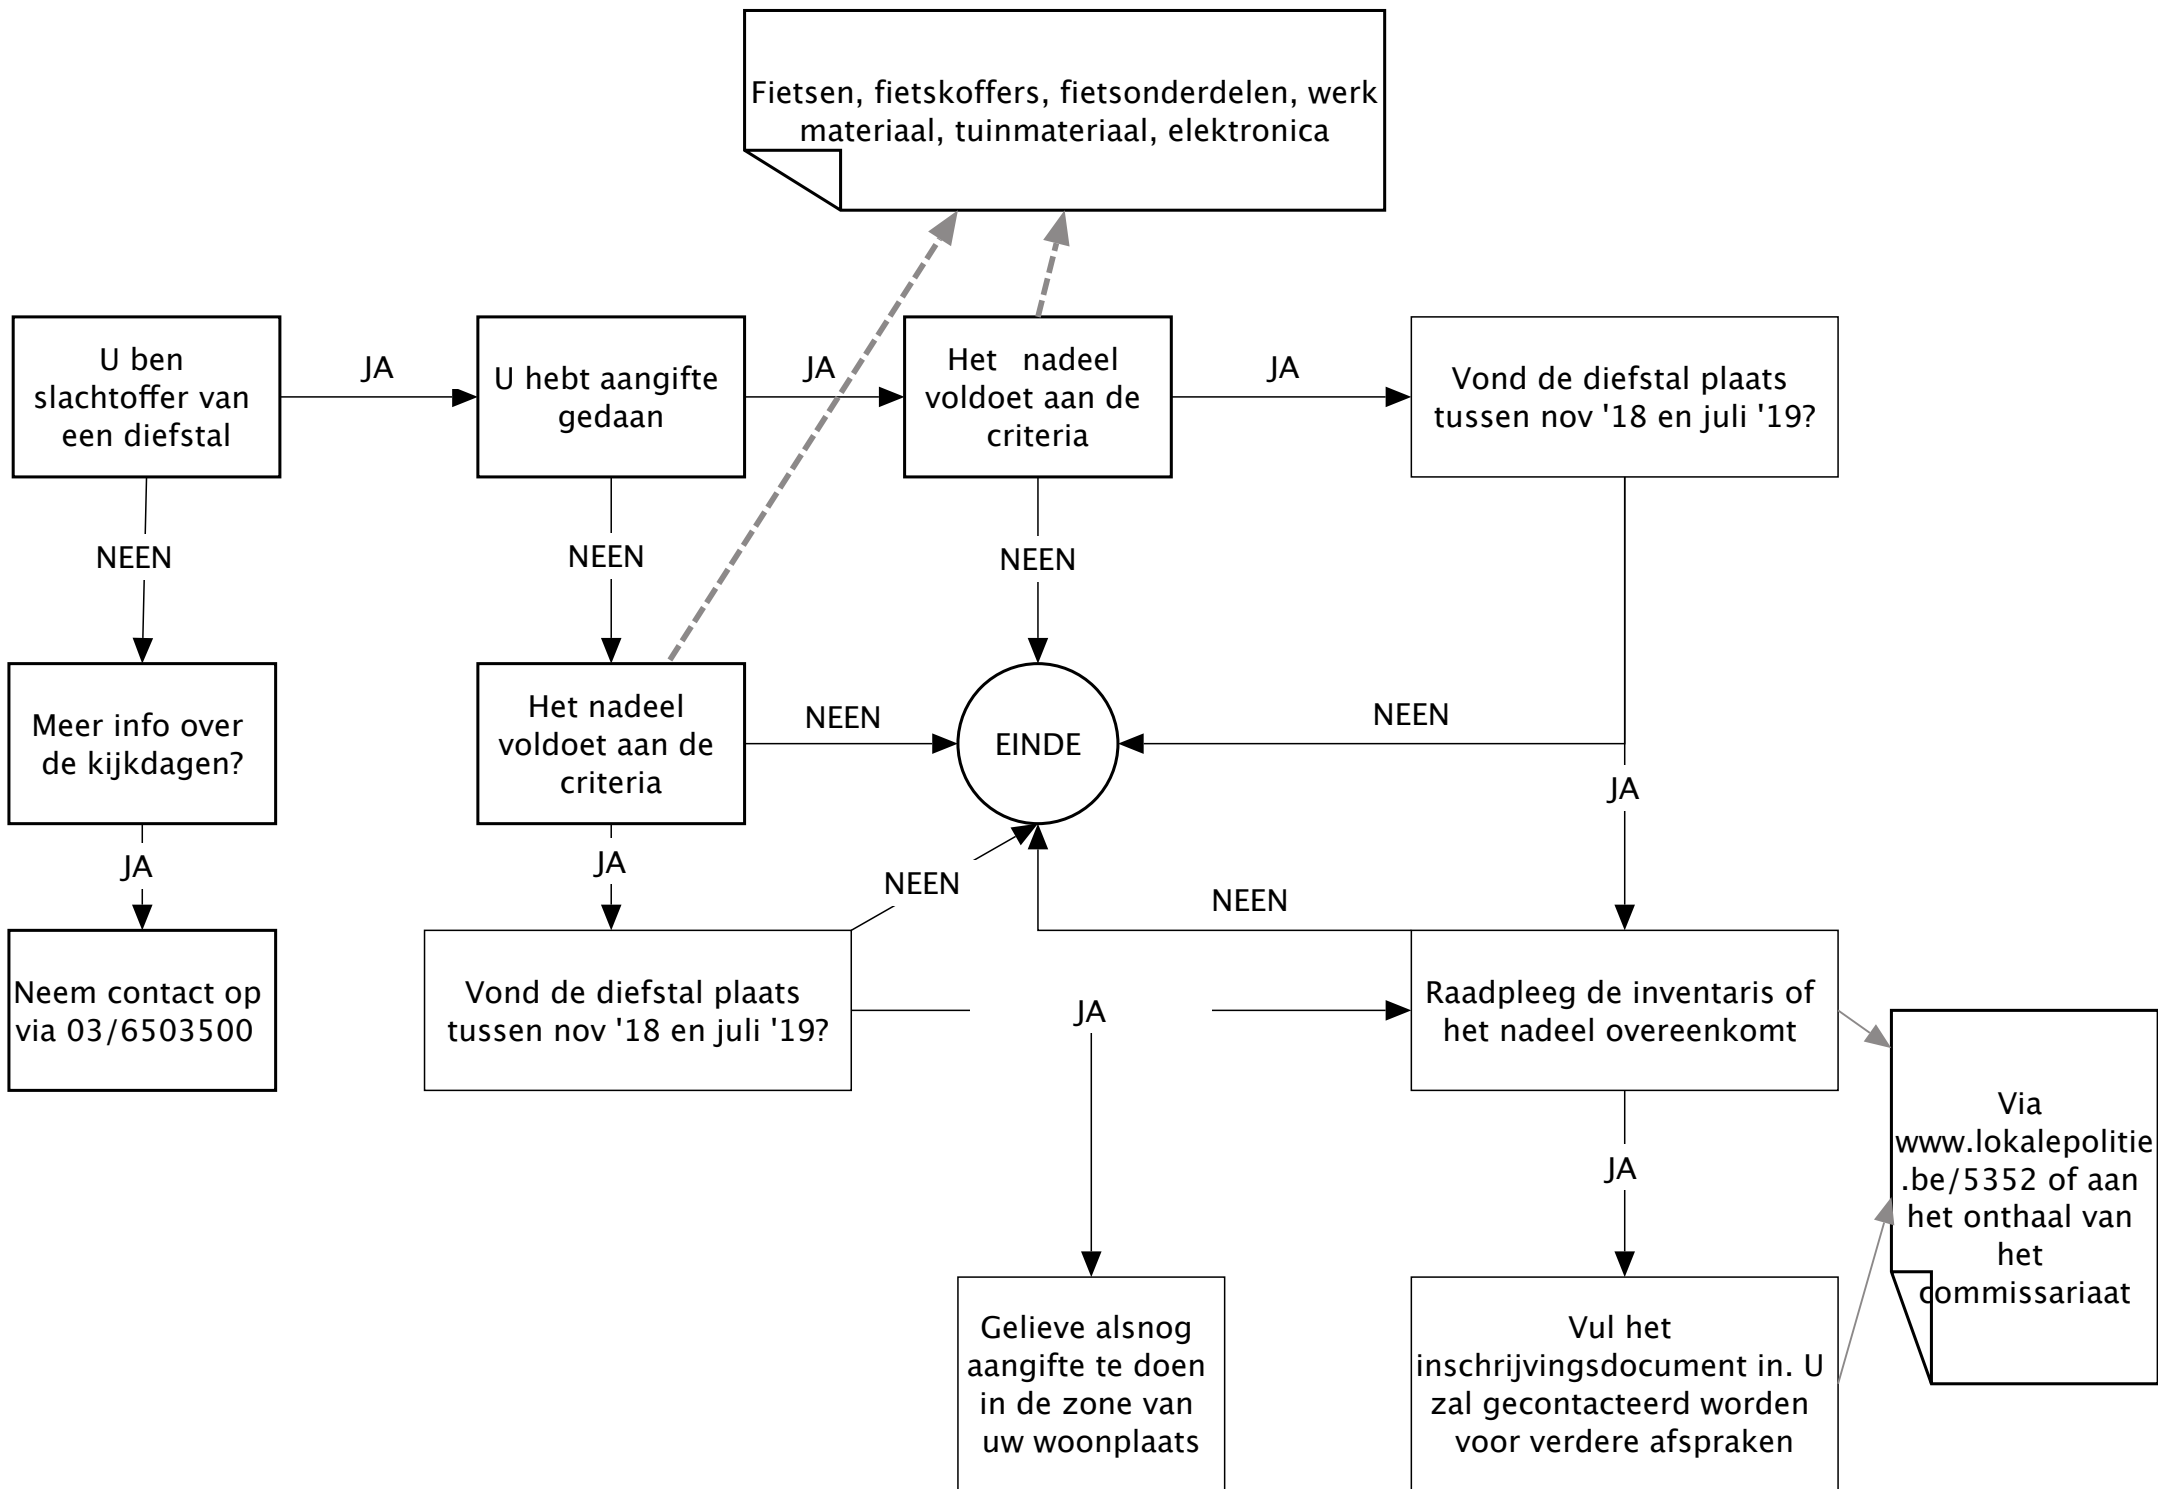 Fietsen, fietskoffers, fietsonderdelen, werk
materiaal, tuinmateriaal, elektronica
U ben
slachtoffer van
een diefstal
JA
U hebt aangifte
gedaan
JA
Het nadeel
voldoet aan de
criteria
JA
Vond de diefstal plaats
tussen nov '18 en juli '19?
NEEN
NEEN
NEEN
Meer info over
de kijkdagen?
Het nadeel
voldoet aan de
criteria
NEEN
EINDE
NEEN
JA
JA
JA
NEEN
NEEN
Neem contact op
via 03/6503500
Vond de diefstal plaats
tussen nov '18 en juli '19?
JA
Raadpleeg de inventaris of
het nadeel overeenkomt
JA
Via
www.lokalepolitie
.be/5352 of aan
het onthaal van
het
commissariaat
Gelieve alsnog
aangifte te doen
in de zone van
uw woonplaats
Vul het
inschrijvingsdocument in. U
zal gecontacteerd worden
voor verdere afspraken